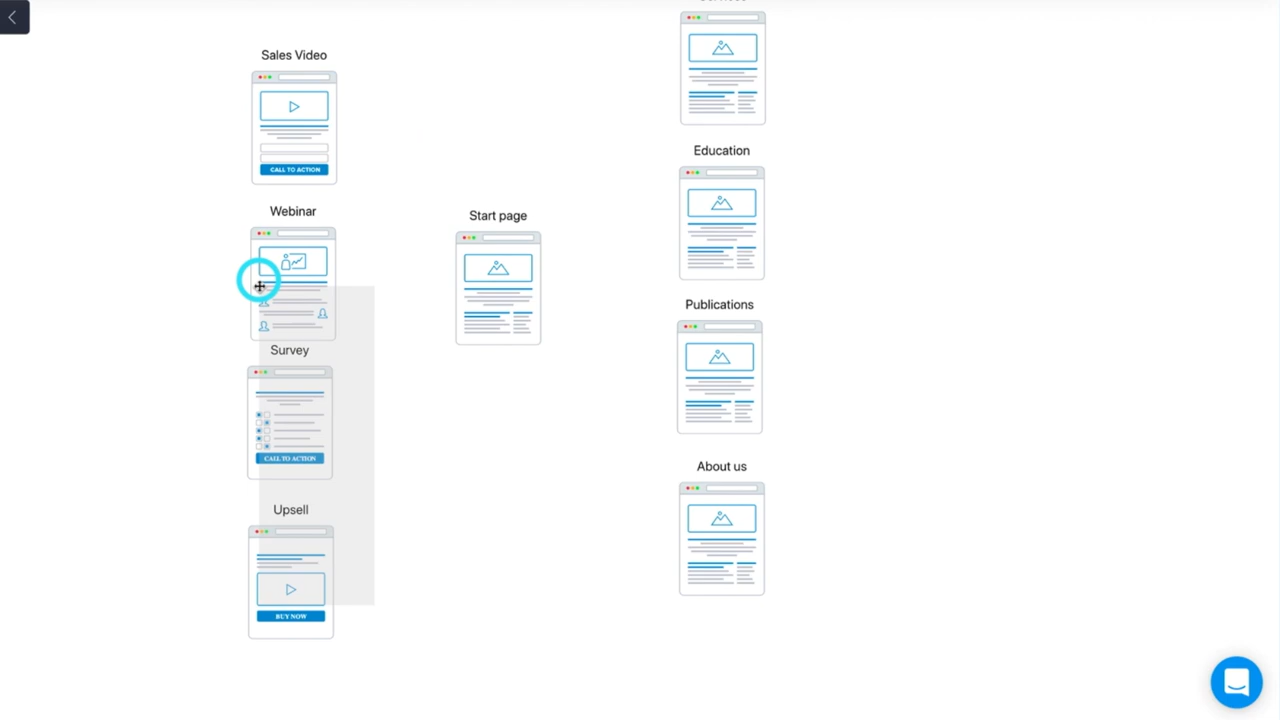 Sales Video
CALL TO ACTION
Webinar
Survey
CALL TO ACTION
Upsell
BUY NOW
Start page
Education
Publications
About us